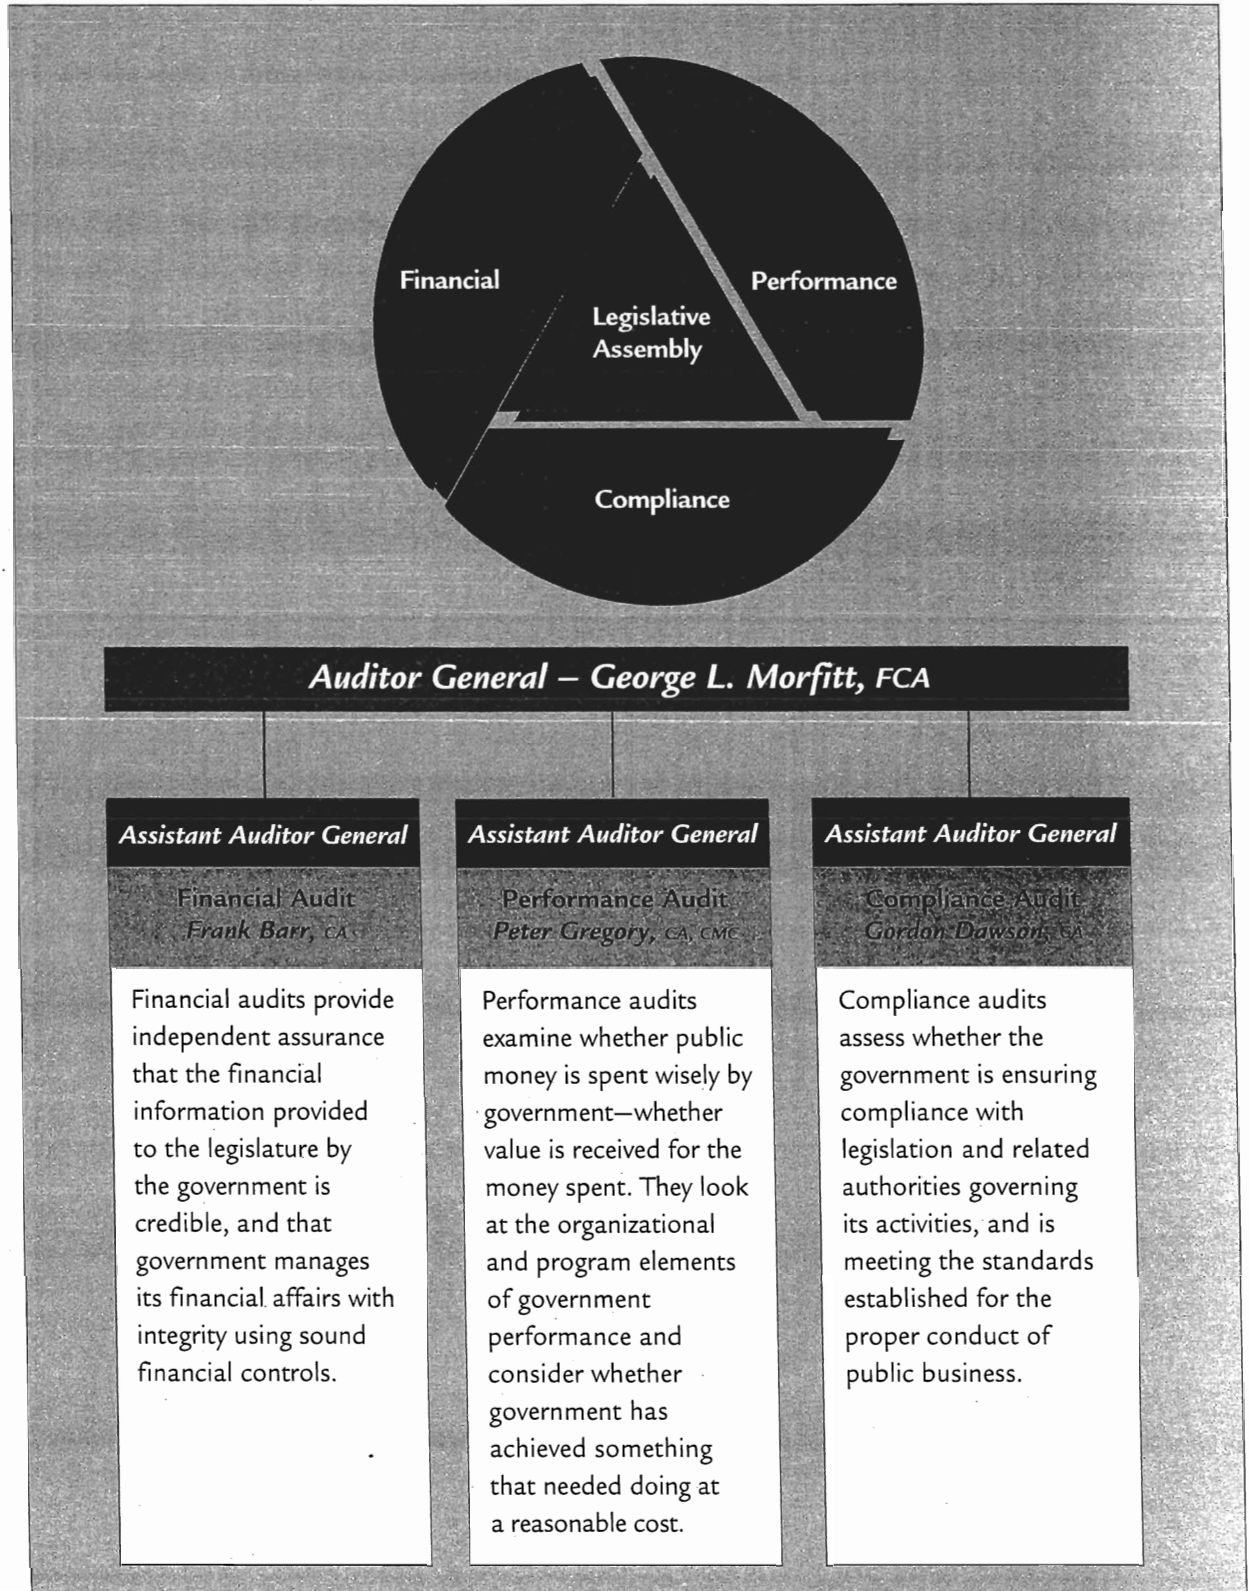 Financial
Performance
Legislative
Assembly
Compliance
Auditor General – George L. Morfitt, FCA
Assistant Auditor General
Financial Audit
Frank Barr, CA
Financial audits provide
independent assurance
that the financial
information provided
to the legislature by
the government is
credible, and that
government manages
its financial affairs with
integrity using sound
financial controls.
Assistant Auditor General
Performance Audit
Peter Gregory, CA, CMC
Performance audits
examine whether public
money is spent wisely by
government—whether
value is received for the
money spent. They look
at the organizational
and program elements
of government
performance and
consider whether
government has
achieved something
that needed doing at
a reasonable cost.
Assistant Auditor General
Compliance Audit
Gordon Dawson, CA
Compliance audits
assess whether the
government is ensuring
compliance with
legislation and related
authorities governing
its activities, and is
meeting the standards
established for the
proper conduct of
public business.